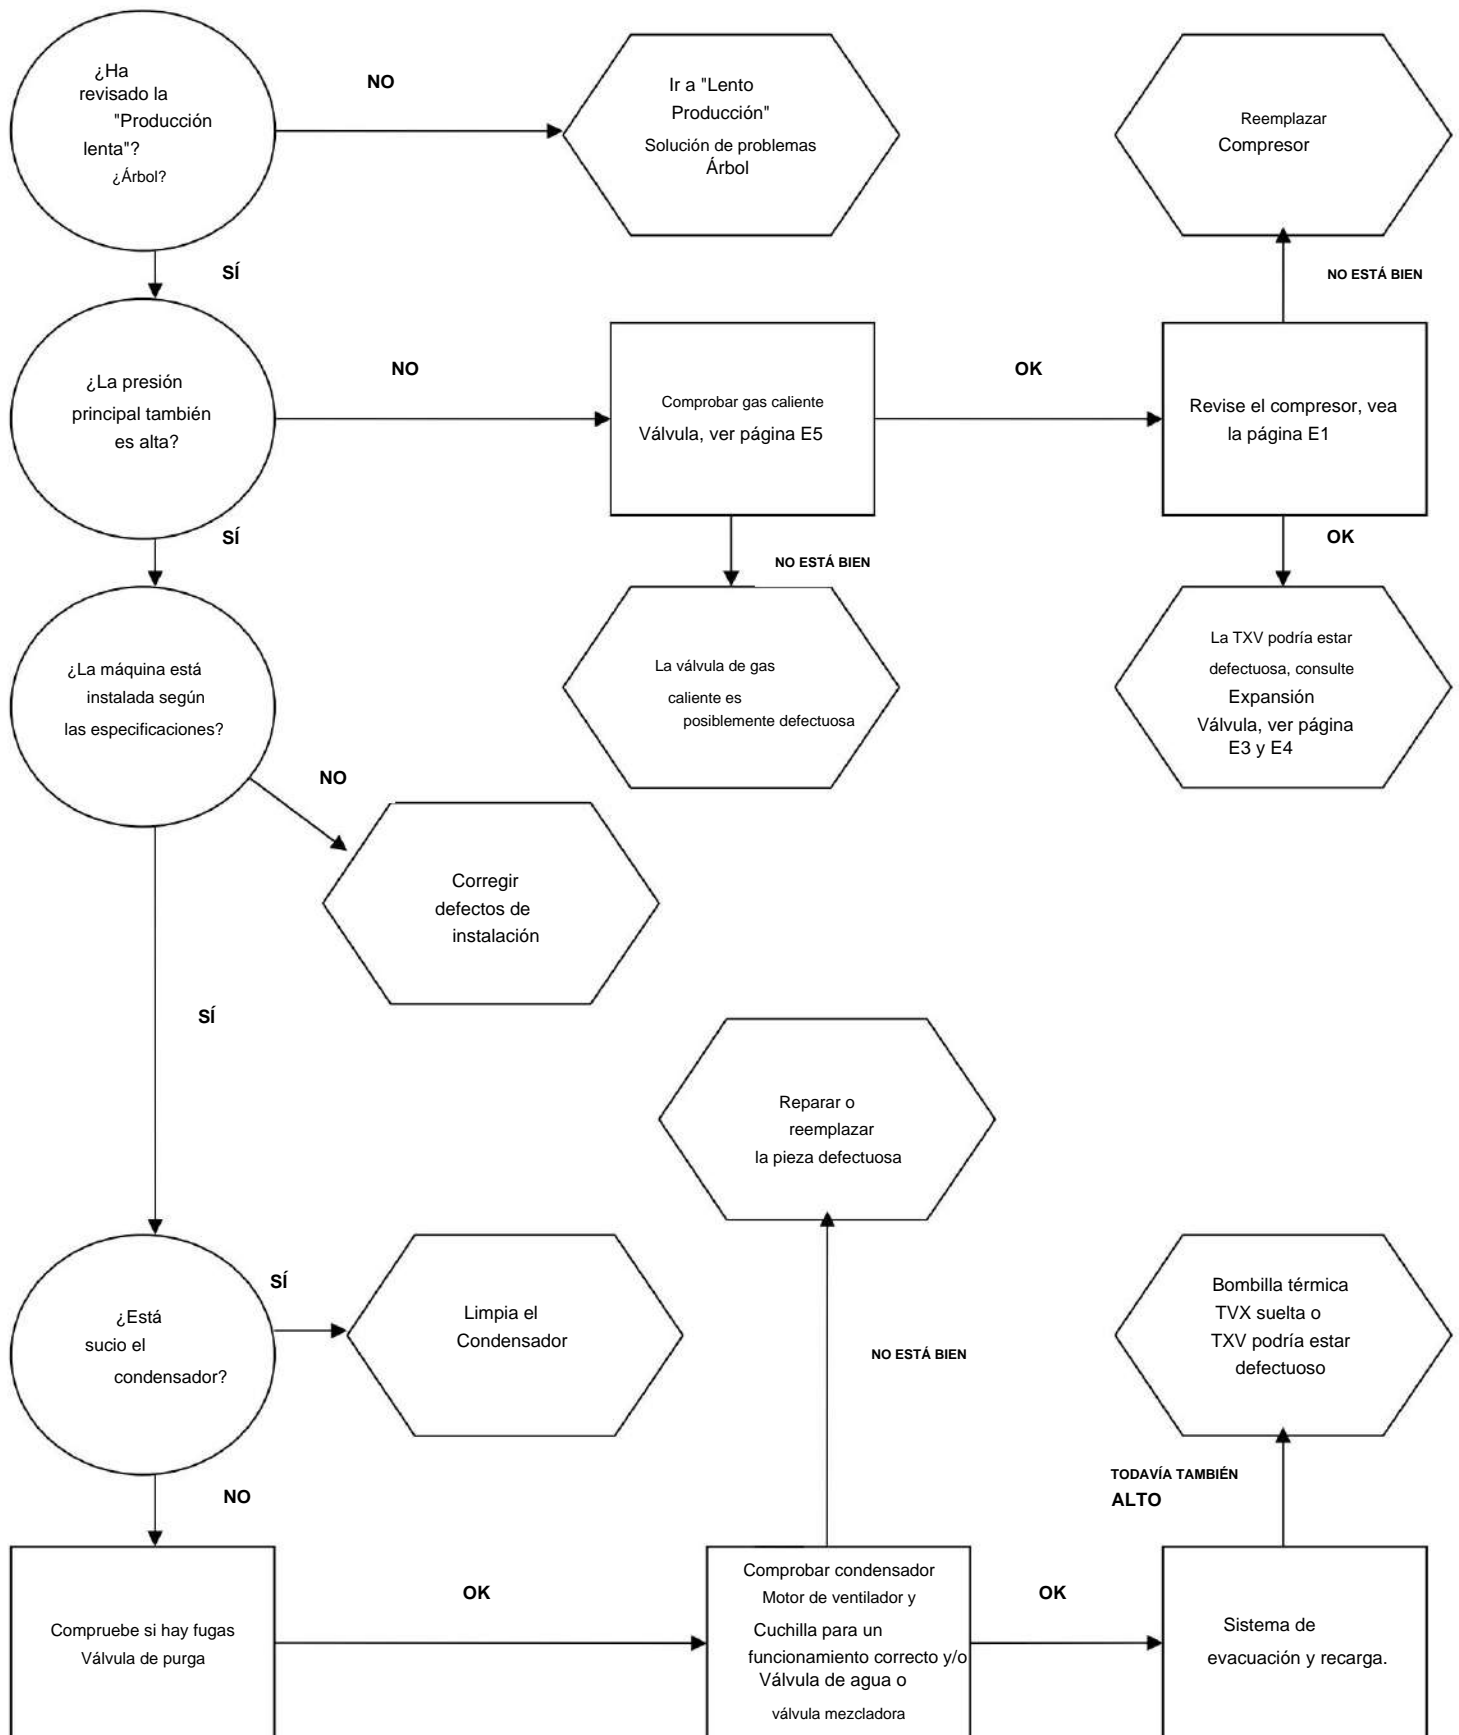 ¿Ha
revisado la
"Producción
lenta"?
¿Árbol?
NO
Ir a "Lento
Producción"
Solución de problemas
Árbol
Reemplazar
Compresor
SÍ
NO ESTÁ BIEN
¿La presión
principal también
es alta?
NO
Comprobar gas caliente
Válvula, ver página E5
OK
Revise el compresor, vea
la página E1
SÍ
NO ESTÁ BIEN
OK
¿La máquina está
instalada según
las especificaciones?
La válvula de gas
caliente es
posiblemente defectuosa
La TXV podría estar
defectuosa, consulte
Expansión
Válvula, ver página
E3 y E4
NO
Corregir
defectos de
instalación
SÍ
Reparar o
reemplazar
la pieza defectuosa
¿Está
sucio el
condensador?
SÍ
Limpia el
Condensador
NO ESTÁ BIEN
Bombilla térmica
TVX suelta o
TXV podría estar
defectuoso
NO
TODAVÍA TAMBIÉN
ALTO
Compruebe si hay fugas
Válvula de purga
OK
Comprobar condensador
Motor de ventilador y
Cuchilla para un
funcionamiento correcto y/o
Válvula de agua o
válvula mezcladora
OK
Sistema de
evacuación y recarga.